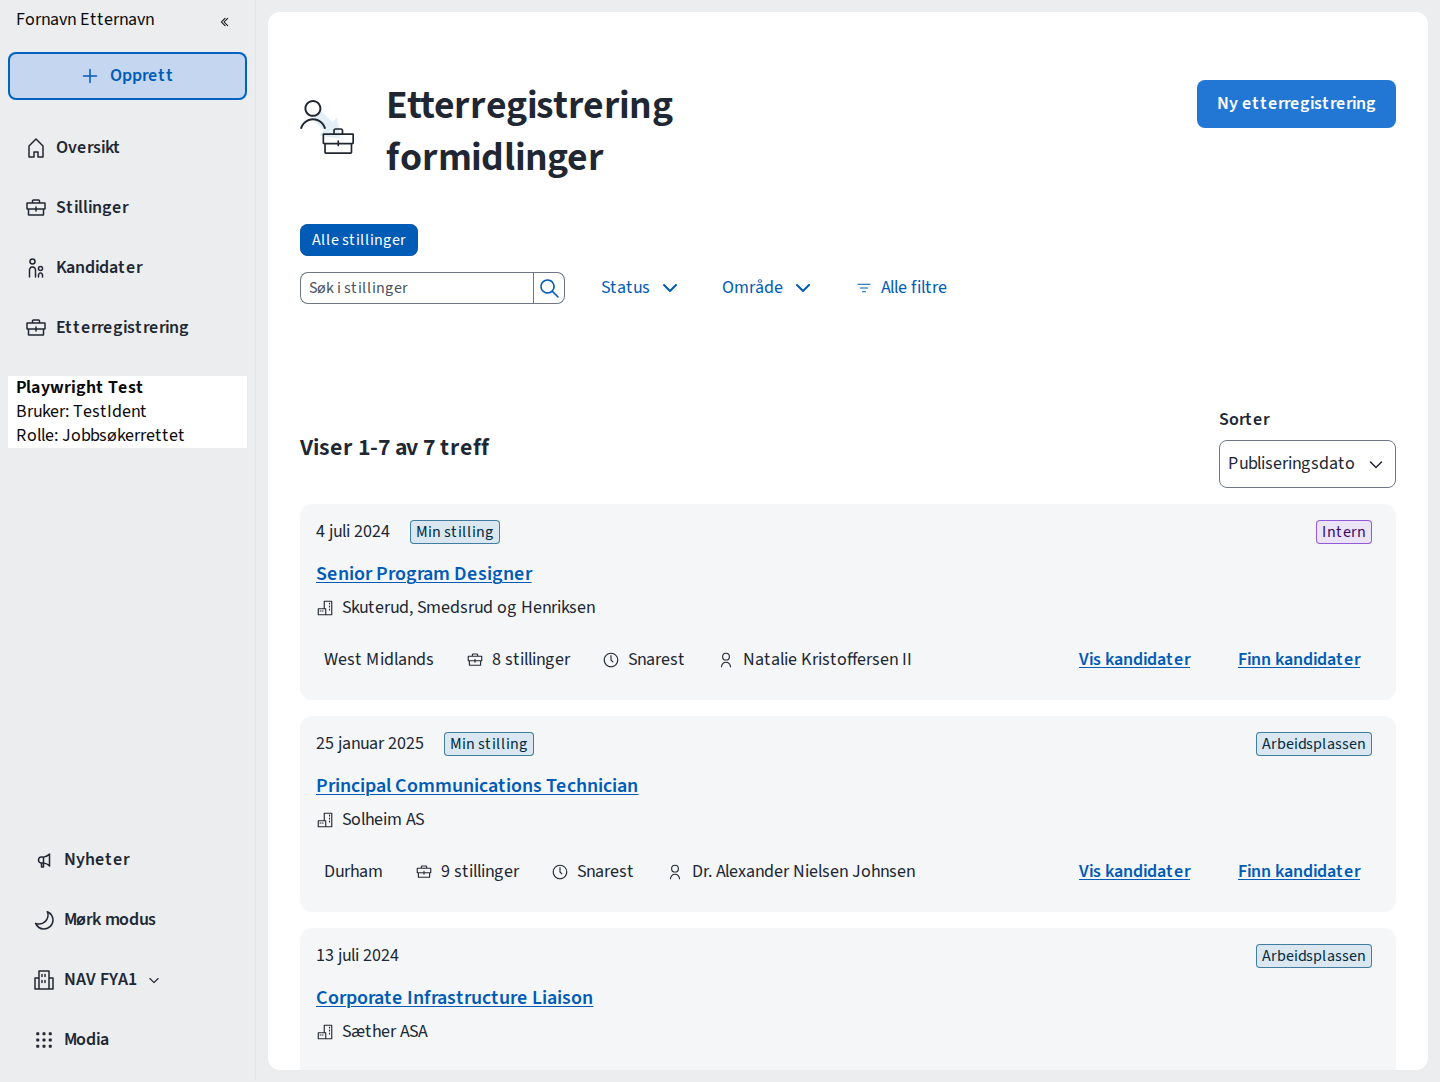 Fornavn Etternavn
Opprett
Oversikt
Stillinger
Kandidater
Etterregistrering
Playwright Test
Bruker: TestIdent
Rolle: Jobbsøkerrettet
Nyheter
Mørk modus
NAV FYA1
Modia
Etterregistrering
formidlinger
Ny etterregistrering
Alle stillinger
Søk i stillinger
Status
Område
Alle filtre
Viser 1-7 av 7 treff
Sorter
Publiseringsdato
4 juli 2024 Min stilling Intern
Senior Program Designer
Skuterud, Smedsrud og Henriksen
West Midlands 8 stillinger Snarest Natalie Kristoffersen II Vis kandidater Finn kandidater
25 januar 2025 Min stilling Arbeidsplassen
Principal Communications Technician
Solheim AS
Durham 9 stillinger Snarest Dr. Alexander Nielsen Johnsen Vis kandidater Finn kandidater
13 juli 2024 Arbeidsplassen
Corporate Infrastructure Liaison
Sæther ASA